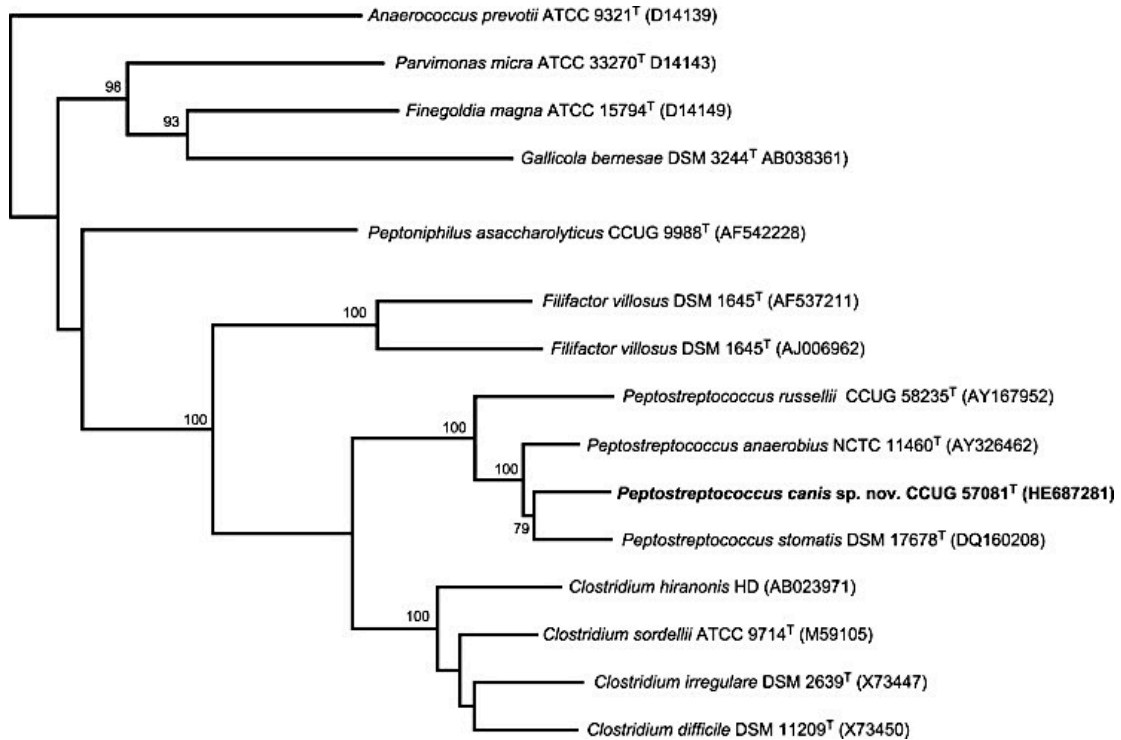 Anaerococcus prevotii ATCC 9321ᵀ (D14139)
Parvimonas micra ATCC 33270ᵀ D14143)
98
Finegoldia magna ATCC 15794ᵀ (D14149)
93
Gallicola bernesae DSM 3244ᵀ AB038361)
Peptoniphilus asaccharolyticus CCUG 9988ᵀ (AF542228)
Filifactor villosus DSM 1645ᵀ (AF537211)
100
Filifactor villosus DSM 1645ᵀ (AJ006962)
Peptostreptococcus russellii CCUG 58235ᵀ (AY167952)
100
100
Peptostreptococcus anaerobius NCTC 11460ᵀ (AY326462)
100
Peptostreptococcus canis sp. nov. CCUG 57081ᵀ (HE687281)
79
Peptostreptococcus stomatis DSM 17678ᵀ (DQ160208)
Clostridium hiranonis HD (AB023971)
100
Clostridium sordellii ATCC 9714ᵀ (M59105)
Clostridium irregulare DSM 2639ᵀ (X73447)
Clostridium difficile DSM 11209ᵀ (X73450)